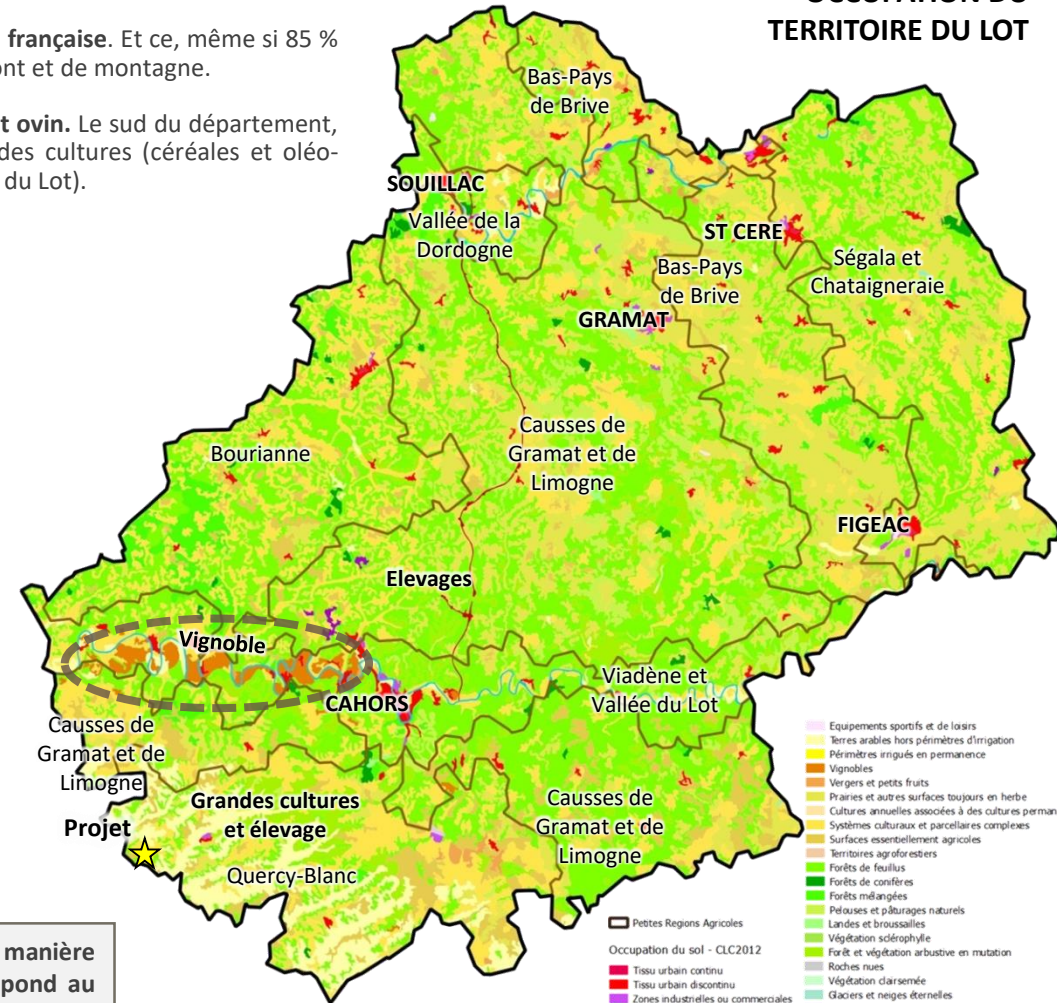 OCCUPATION DU
TERRITOIRE DU LOT
française. Et ce, même si 85 %
ont et de montagne.
t ovin. Le sud du département,
des cultures (céréales et oléo-
du Lot).
Bas-Pays
de Brive
SOUILLAC
Vallée de la
Dordogne
ST CERE
Ségala et
Chataigneraie
Bas-Pays
de Brive
GRAMAT
Causses de
Gramat et de
Limogne
Bourianne
FIGEAC
Elevages
Vignoble
Viadène et
Vallée du Lot
CAHORS
Causses de
Gramat et de
Limogne
Grandes cultures
et élevage
Causses de
Gramat et de
Limogne
Projet
Quercy-Blanc
manière
pond au
Petites Regions Agricoles
Occupation du sol - CLC2012
Tissu urbain continu
Tissu urbain discontinu
Zones industrielles ou commerciales
Equipements sportifs et de loisirs
Terres arables hors périmètres d'irrigation
Périmètres irrigués en permanence
Vignobles
Vergers et petits fruits
Prairies et autres surfaces toujours en herbe
Cultures annuelles associées à des cultures perman
Systèmes culturaux et parcellaires complexes
Surfaces essentiellement agricoles
Territoires agroforestiers
Forêts de feuillus
Forêts de conifères
Forêts mélangées
Pelouses et pâturages naturels
Landes et broussailles
Végétation sclérophylle
Forêt et végétation arbustive en mutation
Roches nues
Végétation clairsemée
Glaciers et neiges éternelles